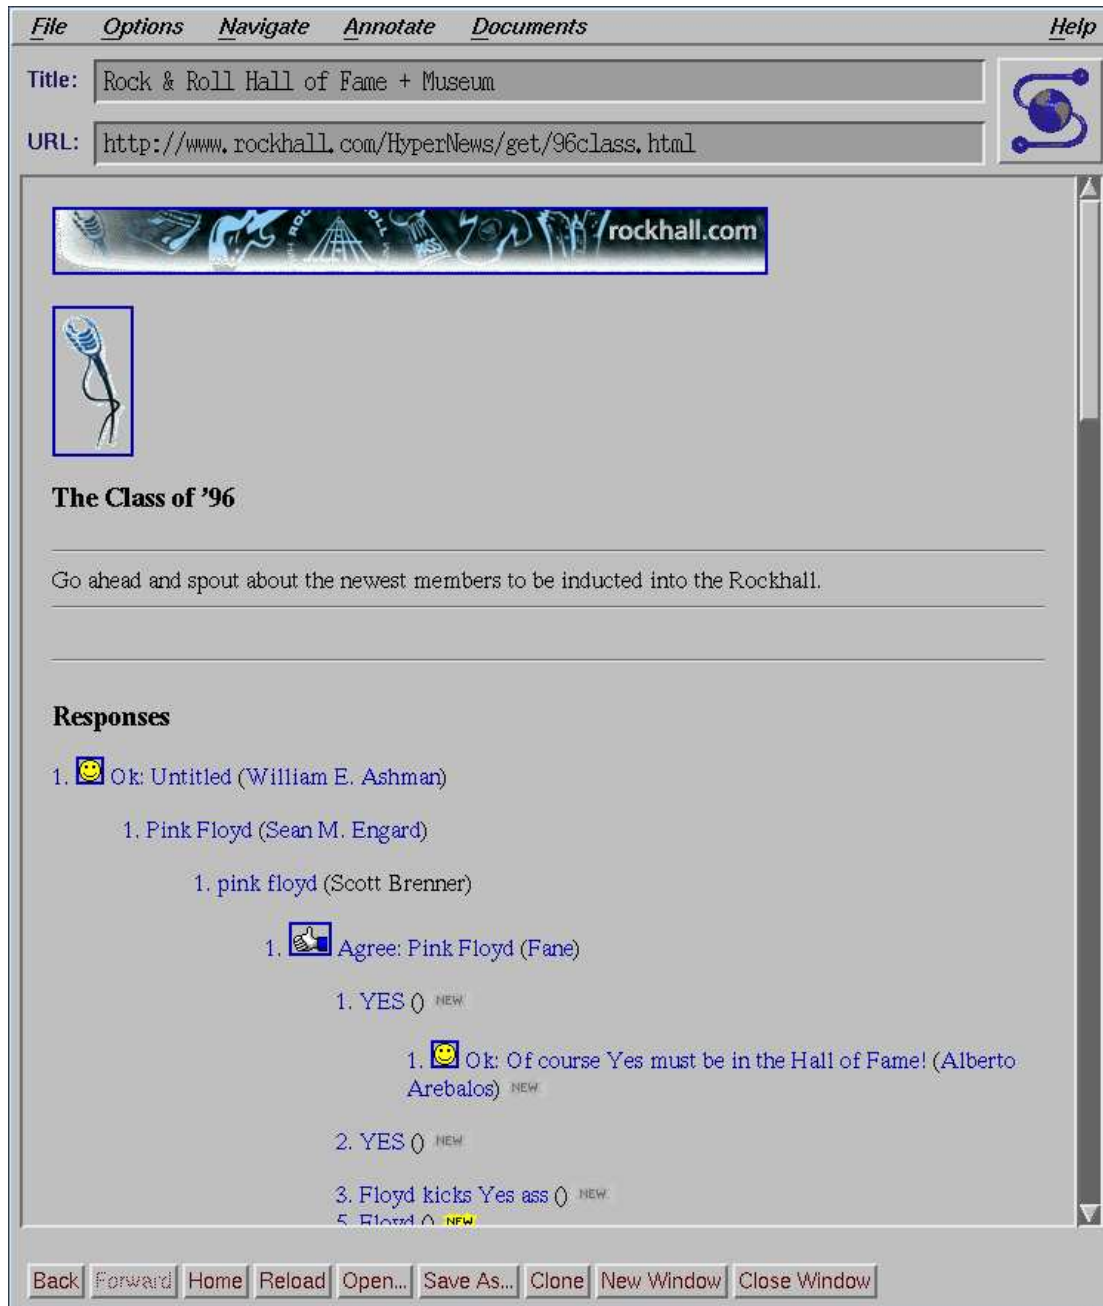 File Options Navigate Annotate Documents Help
Title: Rock & Roll Hall of Fame + Museum
URL: http://www.rockhall.com/HyperNews/get/96class.html
rockhall.com
The Class of ’96
Go ahead and spout about the newest members to be inducted into the Rockhall.
Responses
1. Ok: Untitled (William E. Ashman)
1. Pink Floyd (Sean M. Engard)
1. pink floyd (Scott Brenner)
1. Agree: Pink Floyd (Fane)
1. YES () NEW
1. Ok: Of course Yes must be in the Hall of Fame! (Alberto
Arebalos) NEW
2. YES () NEW
3. Floyd kicks Yes ass () NEW
5. Floyd () NEW
Back Forward Home Reload Open... Save As... Clone New Window Close Window